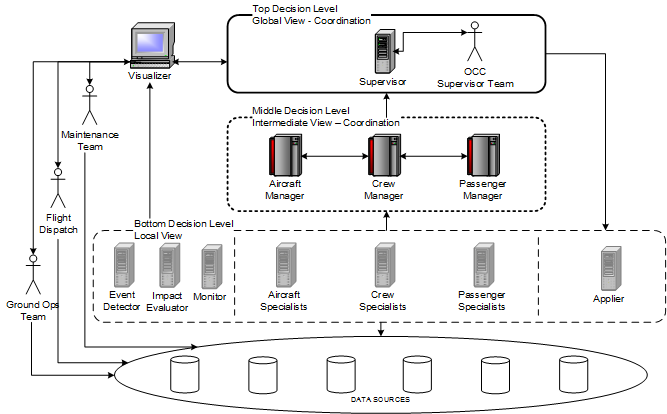 Top Decision Level
Global View - Coordination
Visualizer
Supervisor
OCC
Supervisor Team
Middle Decision Level
Intermediate View – Coordination
Maintenance
Team
Aircraft
Manager
Crew
Manager
Passenger
Manager
Flight
Dispatch
Bottom Decision Level
Local View
Ground Ops
Team
Event
Detector
Impact
Evaluator
Monitor
Aircraft
Specialists
Crew
Specialists
Passenger
Specialists
Applier
DATA SOURCES